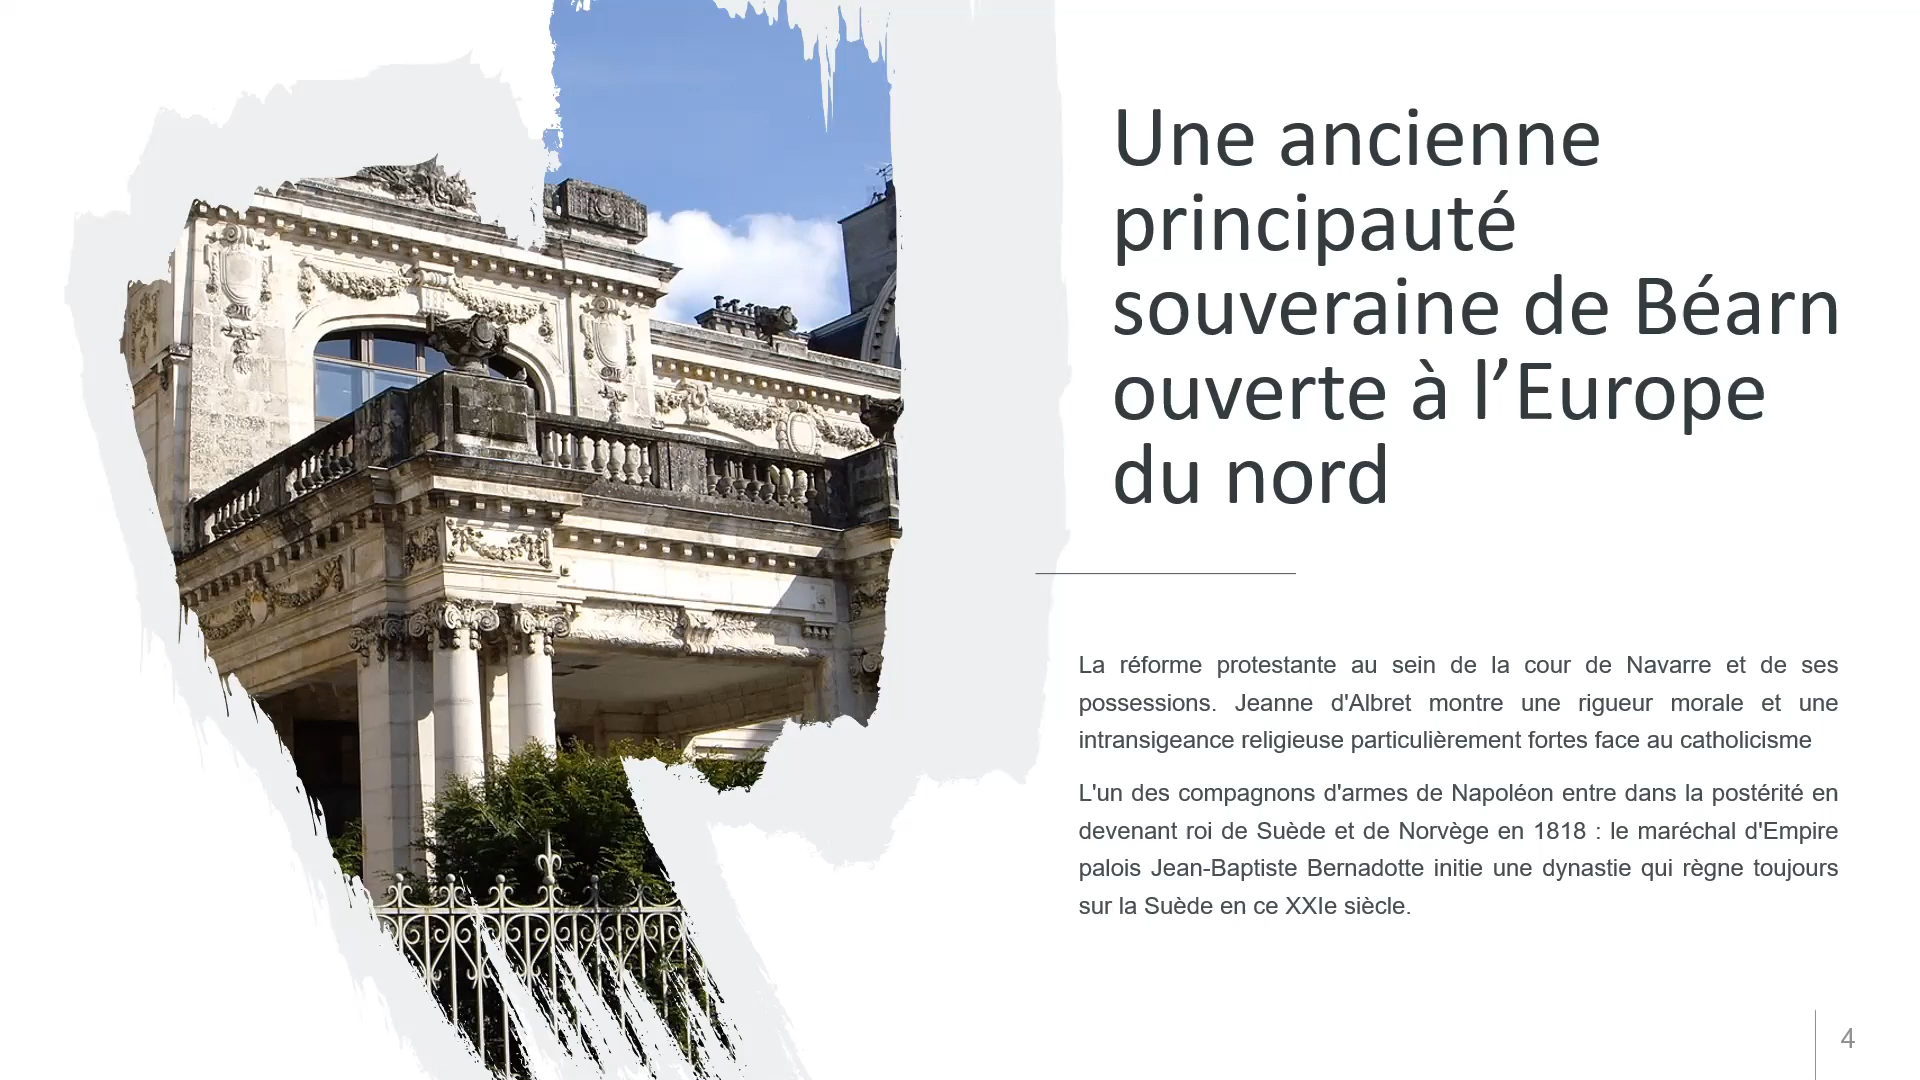 Une ancienne
principauté
souveraine de Béarn
ouverte à l’Europe
du nord
La réforme protestante au sein de la cour de Navarre et de ses
possessions. Jeanne d'Albret montre une rigueur morale et une
intransigeance religieuse particulièrement fortes face au catholicisme
L'un des compagnons d'armes de Napoléon entre dans la postérité en
devenant roi de Suède et de Norvège en 1818 : le maréchal d'Empire
palois Jean-Baptiste Bernadotte initie une dynastie qui règne toujours
sur la Suède en ce XXIe siècle.
4